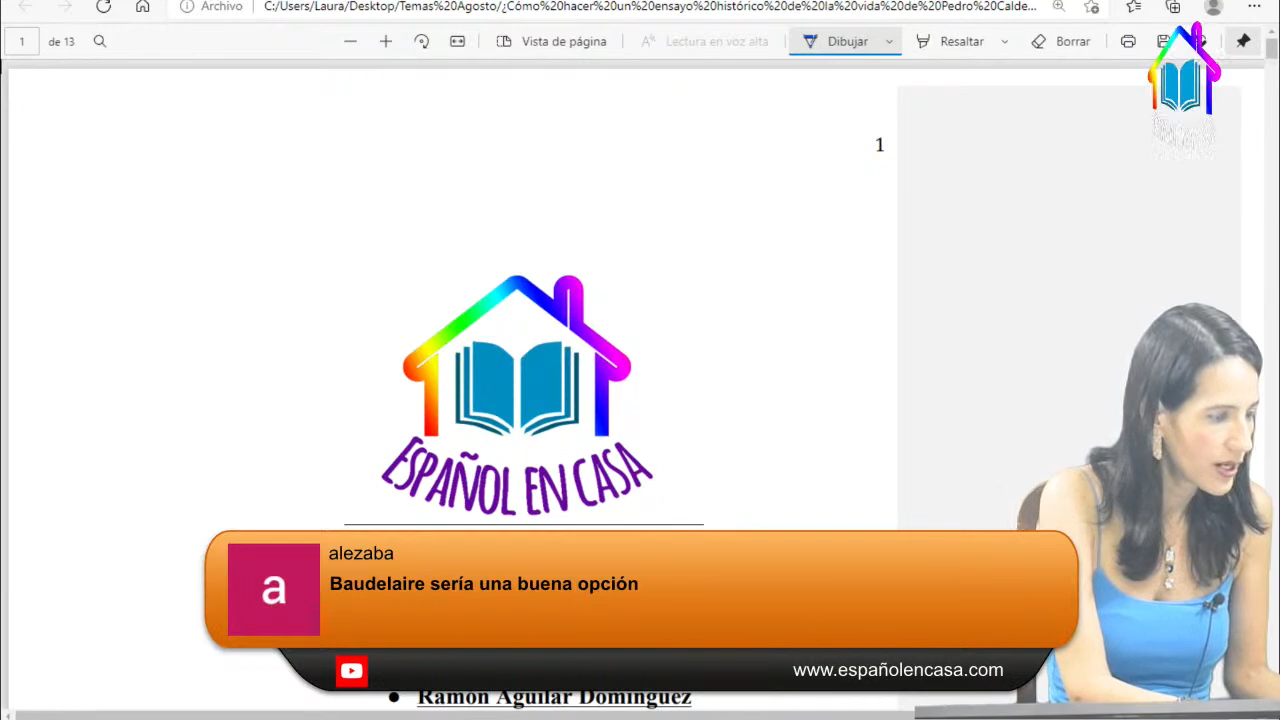 Archivo
C:/Users/Laura/Desktop/Temas%20Agosto/¿Cómo%20hacer%20un%20ensayo%20histórico%20de%20la%20vida%20de%20Pedro%20Calde...
1 de 13
Vista de página
Lectura en voz alta
Dibujar
Resaltar
Borrar
1
ESPAÑOL EN CASA
a
alezaba
Baudelaire sería una buena opción
www.españolencasa.com
• Ramón Aguilar Domínguez